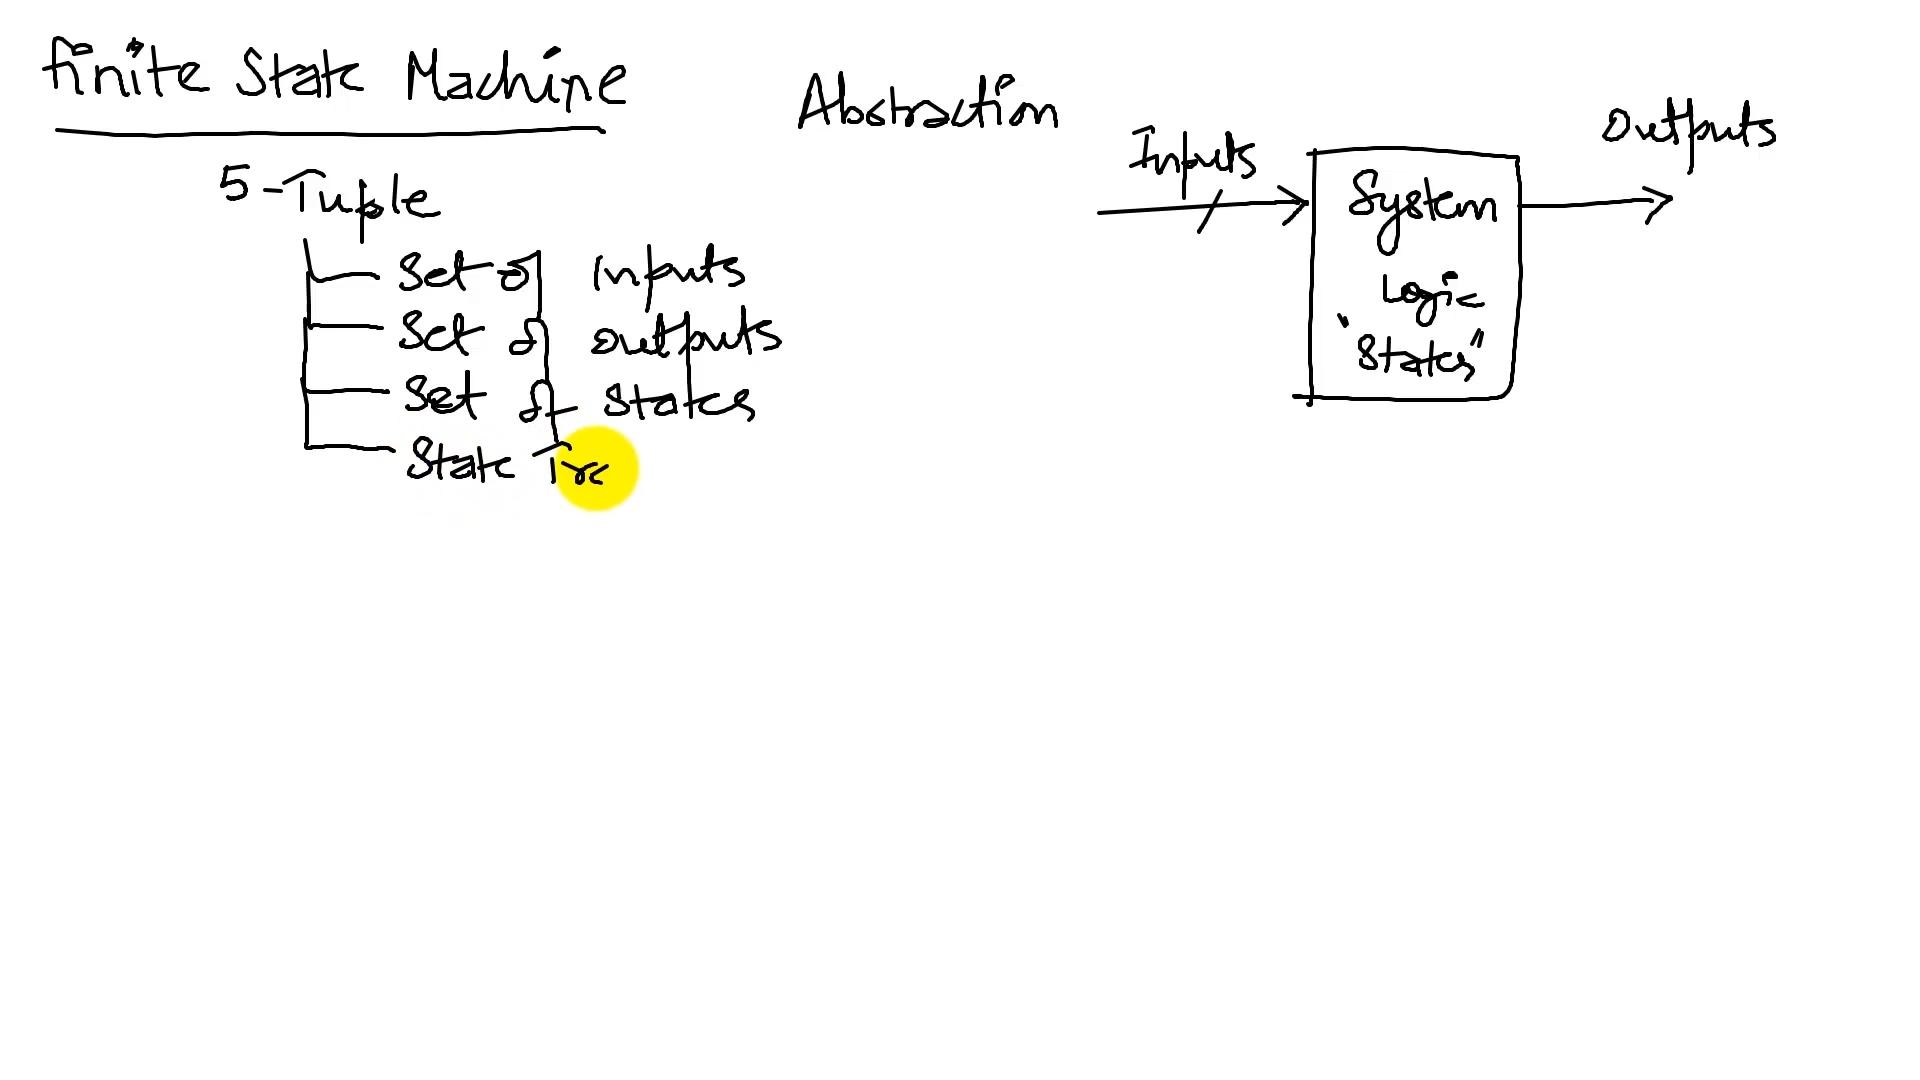 Finite State Machine
Abstraction
5-Tuple
Set of Inputs
Set of outputs
Set of States
State Tra
Inputs
System
Logic
"States"
Outputs